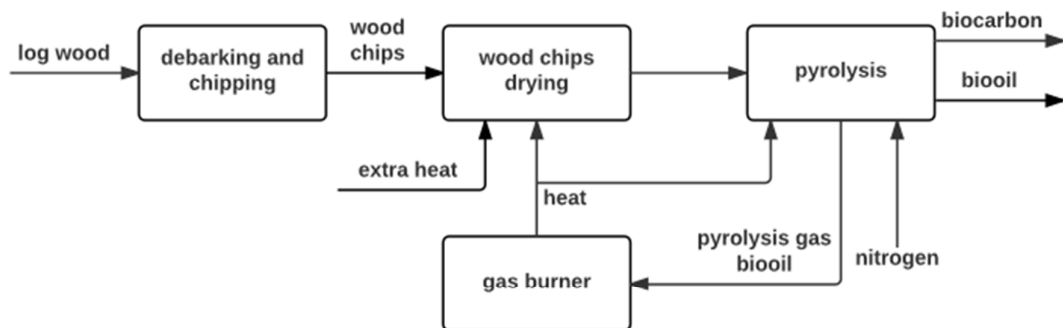 log wood
debarking and
chipping
wood
chips
wood chips
drying
pyrolysis
biocarbon
biooil
extra heat
heat
gas burner
pyrolysis gas
biooil
nitrogen